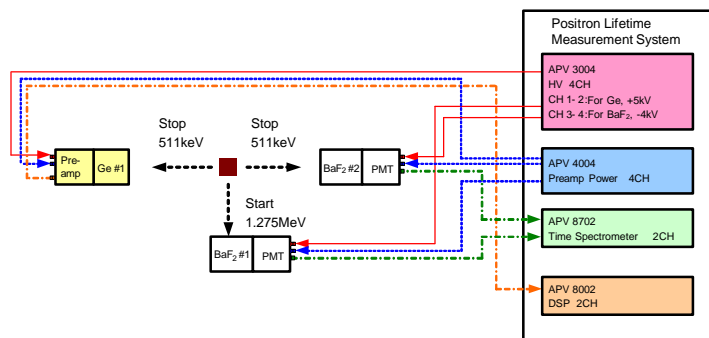 Positron Lifetime
Measurement System
APV 3004
HV 4CH
CH 1- 2:For Ge, +5kV
CH 3- 4:For BaF2, -4kV
Stop
511keV
Stop
511keV
Pre-
amp
Ge #1
BaF2 #2
PMT
APV 4004
Preamp Power 4CH
Start
1.275MeV
BaF2 #1
PMT
APV 8702
Time Spectrometer 2CH
APV 8002
DSP 2CH